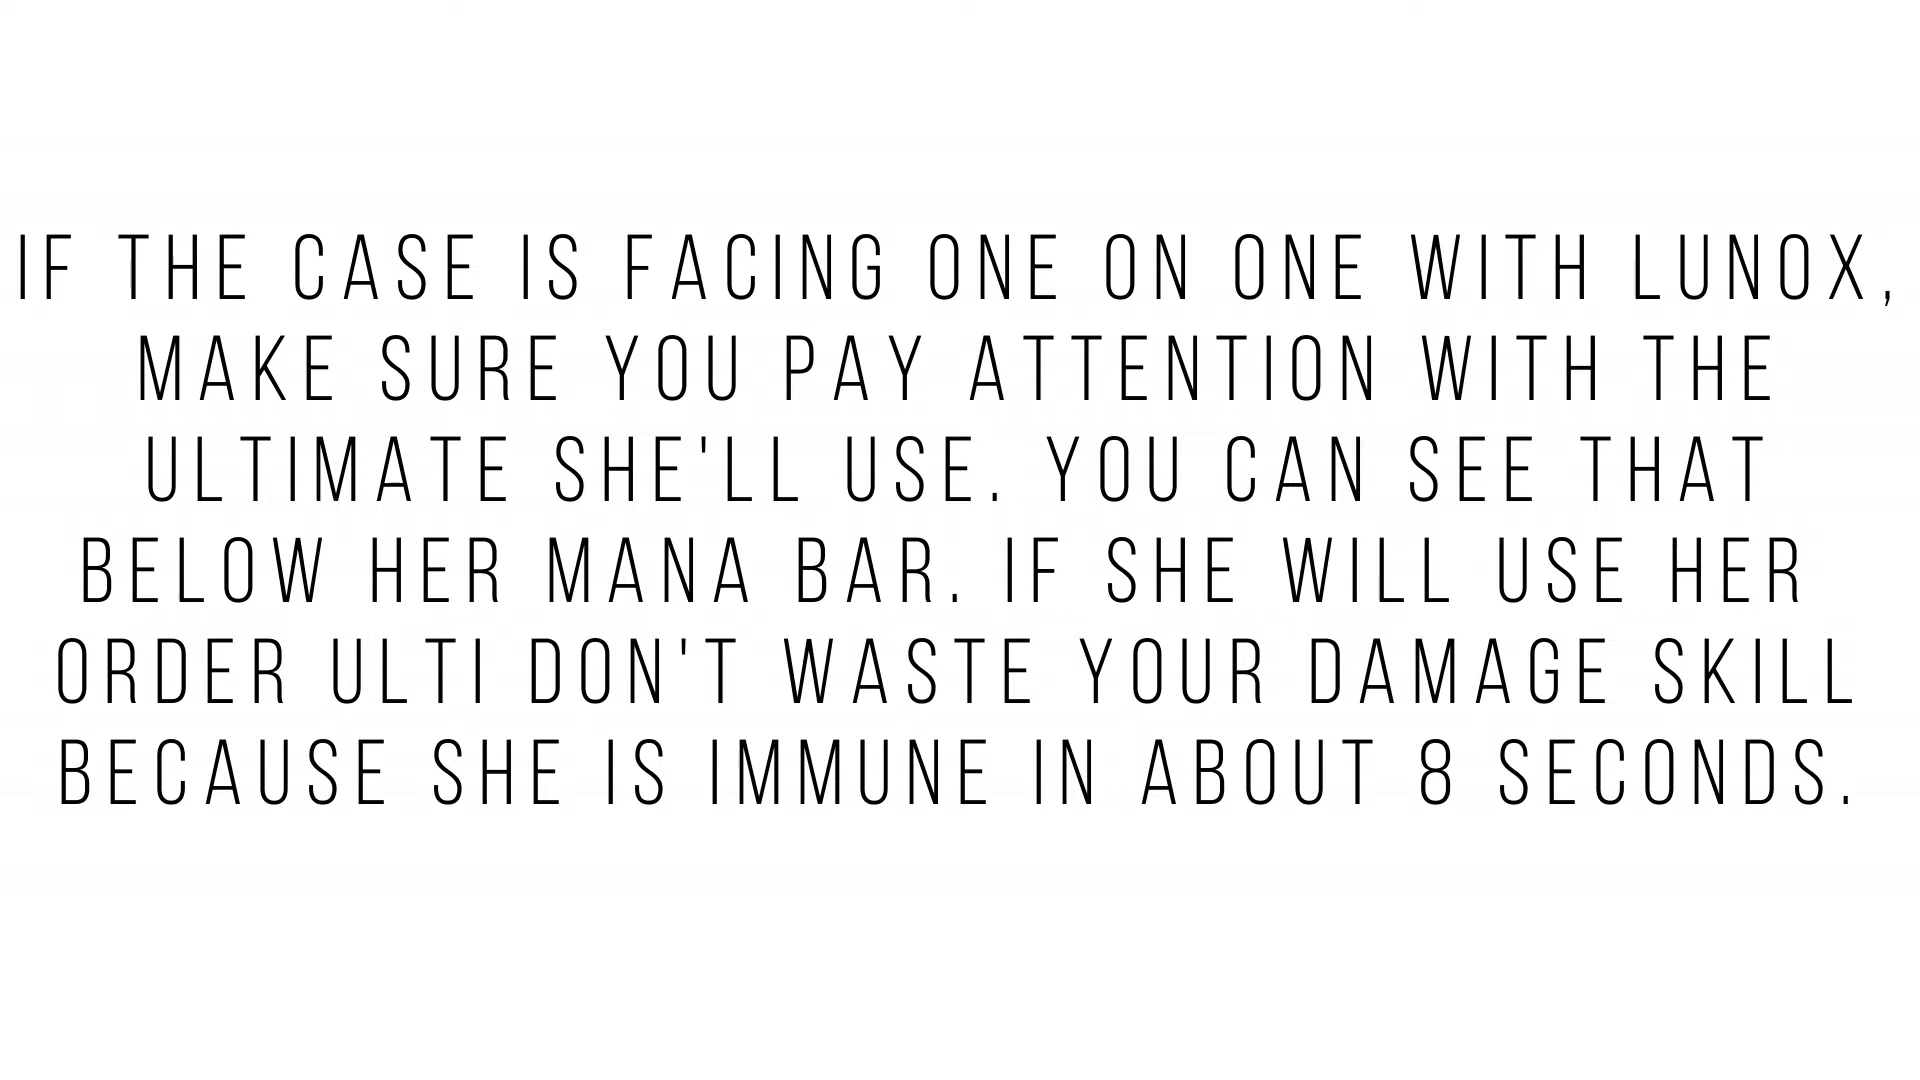 IF THE CASE IS FACING ONE ON ONE WITH LUNOX,
MAKE SURE YOU PAY ATTENTION WITH THE
ULTIMATE SHE'LL USE. YOU CAN SEE THAT
BELOW HER MANA BAR. IF SHE WILL USE HER
ORDER ULTI DON'T WASTE YOUR DAMAGE SKILL
BECAUSE SHE IS IMMUNE IN ABOUT 8 SECONDS.